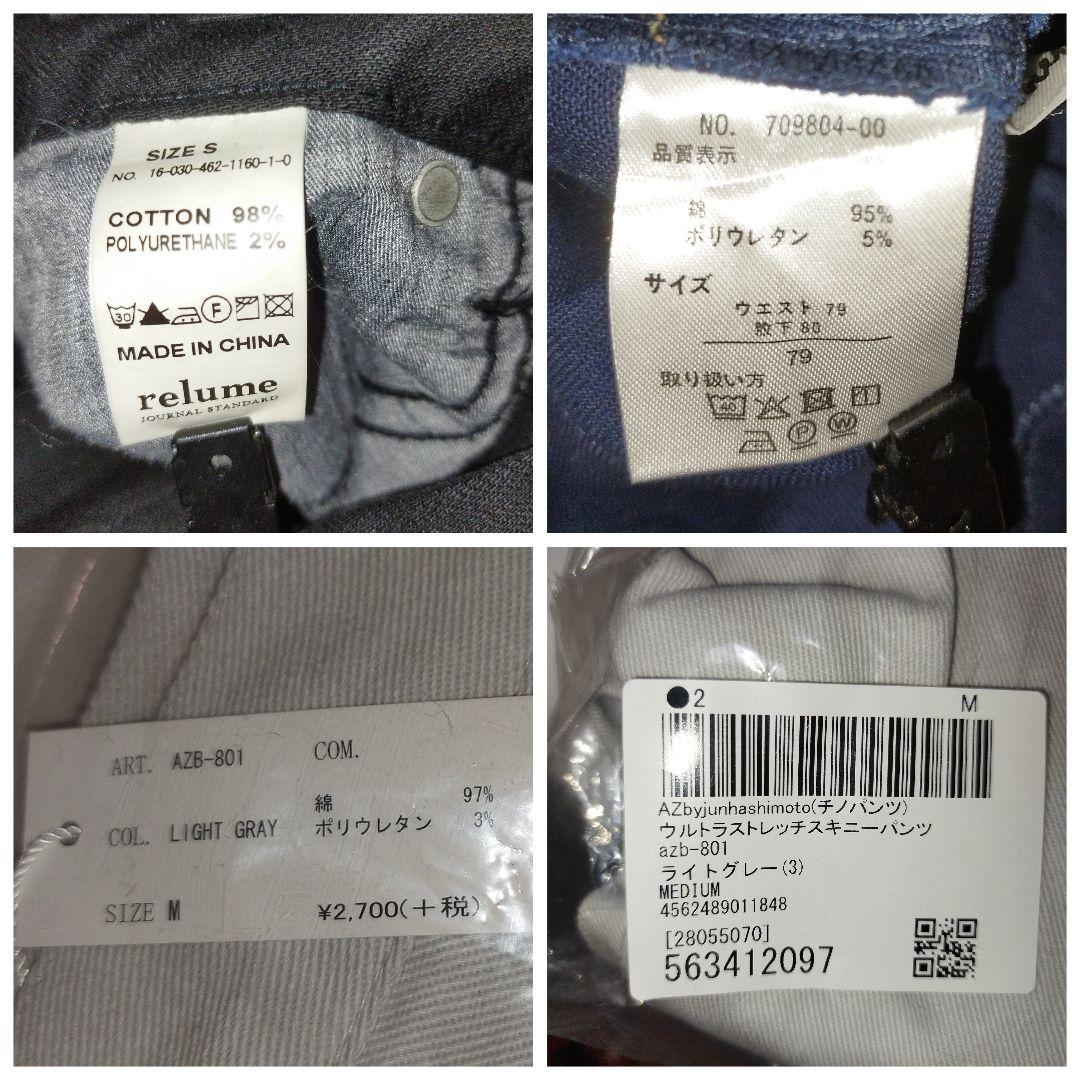 SIZE S
NO. 16-030-462-1160-1-0
COTTON 98%
POLYURETHANE 2%
30 F
MADE IN CHINA
relume
JOURNAL STANDARD
NO. 709804-00
品質表示
綿 95%
ポリウレタン 5%
サイズ
ウエスト 79
股下 80
79
取り扱い方
40
P W
ART. AZB-801 COM.
綿 97%
COL. LIGHT GRAY ポリウレタン 3%
SIZE M ¥2,700(+税)
●2 M
AZbyjunhashimoto(チノパンツ)
ウルトラストレッチスキニーパンツ
azb-801
ライトグレー(3)
MEDIUM
4562489011848
[28055070]
563412097